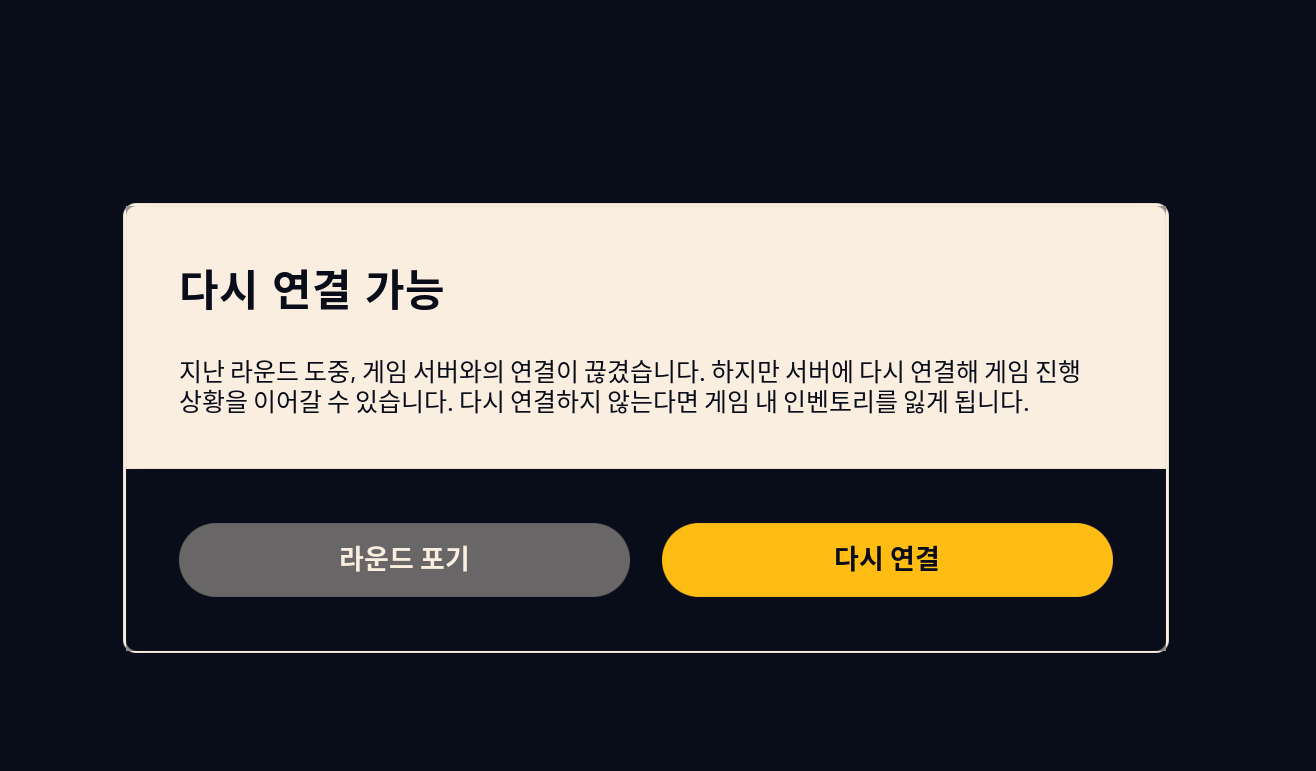 다시 연결 가능
지난 라운드 도중, 게임 서버와의 연결이 끊겼습니다. 하지만 서버에 다시 연결해 게임 진행
상황을 이어갈 수 있습니다. 다시 연결하지 않는다면 게임 내 인벤토리를 잃게 됩니다.
라운드 포기
다시 연결